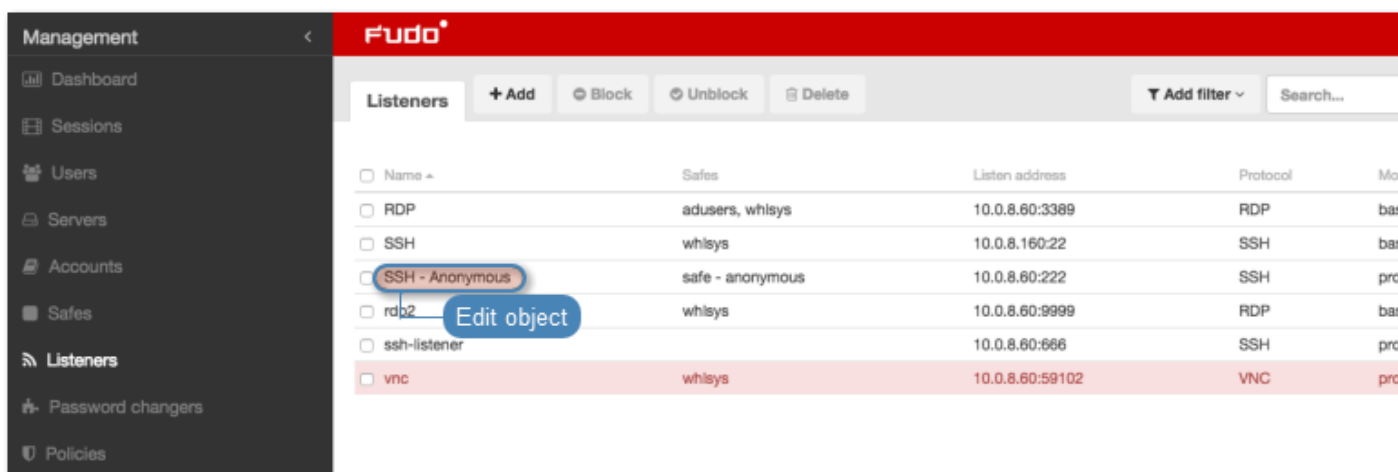 Management
Fudo
Dashboard
Listeners
+ Add
Block
Unblock
Delete
Add filter
Search...
Sessions
Users
Name Safes Listen address Protocol Mo
RDP adusers, whlsys 10.0.8.60:3389 RDP bas
Servers
SSH whlsys 10.0.8.160:22 SSH bas
Accounts
SSH - Anonymous safe - anonymous 10.0.8.60:222 SSH pro
Safes
rdp2 whlsys 10.0.8.60:9999 RDP bas
Edit object
Listeners
ssh-listener 10.0.8.60:666 SSH pro
vnc whlsys 10.0.8.60:59102 VNC pro
Password changers
Policies